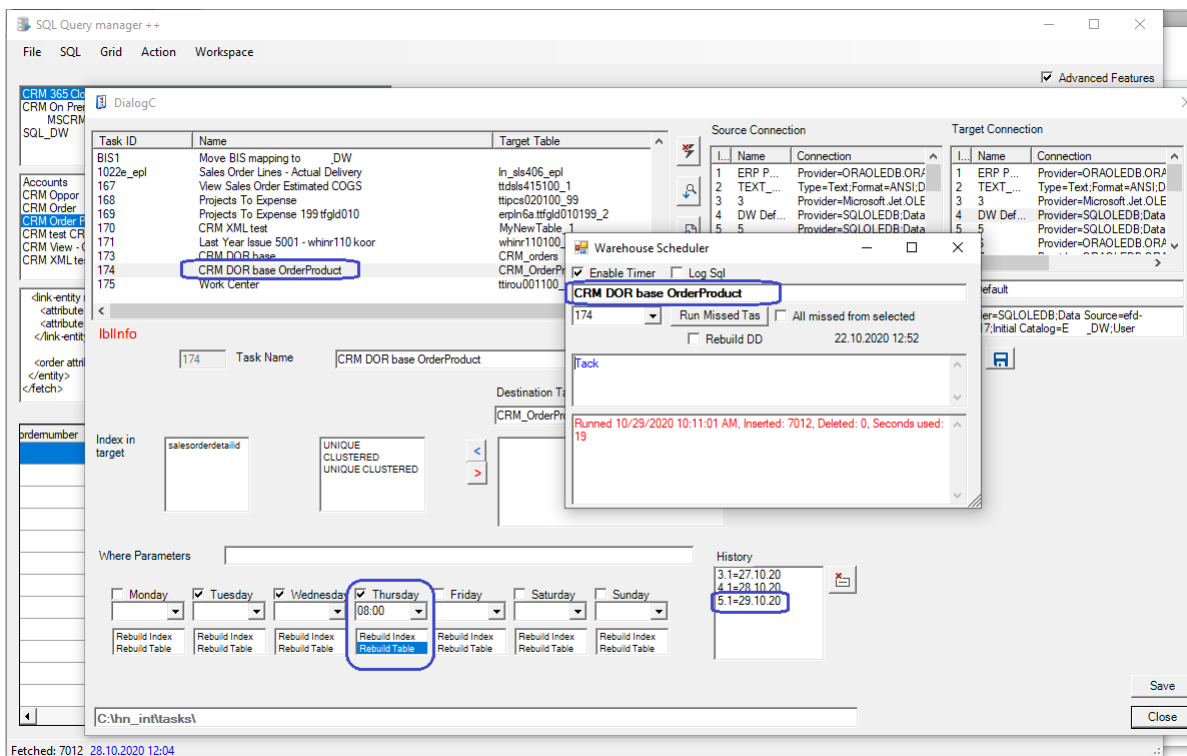 SQL Query manager ++
File SQL Grid Action Workspace
Advanced Features
CRM 365 Clo
CRM On Pre
MSCRM
SQL_DW
DialogC
Task ID Name Target Table
BIS1 Move BIS mapping to _DW
1022e_epl Sales Order Lines - Actual Delivery ln_sls406_epl
167 View Sales Order Estimated COGS ttdsls415100_1
168 Projects To Expense ttipcs020100_99
169 Projects To Expense 199 tfgld010 erpln6a.ttfgld010199_2
170 CRM XML test MyNewTable_1
171 Last Year Issue 5001 - whinr110 koor whinr110100_
173 CRM DOR base CRM_orders
174 CRM DOR base OrderProduct CRM_OrderPr
175 Work Center ttirou001100_
Source Connection
I... Name Connection
1 ERP P... Provider=ORAOLEDB.ORA
2 TEXT_... Type=Text;Format=ANSI;D
3 3 Provider=Microsoft.Jet.OLE
4 DW Def... Provider=SQLOLEDB;Data
5 5 Provider=SQLOLEDB;Data
Target Connection
I... Name Connection
1 ERP P... Provider=ORAOLEDB.ORA
2 TEXT_... Type=Text;Format=ANSI;D
3 3 Provider=Microsoft.Jet.OLE
4 DW Def... Provider=SQLOLEDB;Data
5 5 Provider=SQLOLEDB;Data
Provider=ORAOLEDB.ORA
efault
er=SQLOLEDB;Data Source=efd-
17;Initial Catalog=E _DW;User
Accounts
CRM Oppor
CRM Order
CRM Order P
CRM test CR
CRM View - C
CRM XML te
<link-entity
<attribute
<attribute
</link-entit
<order attri
</entity>
</fetch>
ordernumber
Warehouse Scheduler
Enable Timer Log Sql
CRM DOR base OrderProduct
174 Run Missed Tas All missed from selected
Rebuild DD 22.10.2020 12:52
Tack
Runned 10/29/2020 10:11:01 AM, Inserted: 7012, Deleted: 0, Seconds used:
19
lblInfo
174 Task Name CRM DOR base OrderProduct
Destination Ta
CRM_OrderPr
Index in
target
salesorderdetailid
UNIQUE
CLUSTERED
UNIQUE CLUSTERED
<
>
Where Parameters
Monday Tuesday Wednesday Thursday Friday Saturday Sunday
08:00
Rebuild Index Rebuild Index Rebuild Index Rebuild Index Rebuild Index Rebuild Index Rebuild Index
Rebuild Table Rebuild Table Rebuild Table Rebuild Table Rebuild Table Rebuild Table Rebuild Table
History
3.1=27.10.20
4.1=28.10.20
5.1=29.10.20
Save
Close
C:\hn_int\tasks\
Fetched: 7012 28.10.2020 12:04